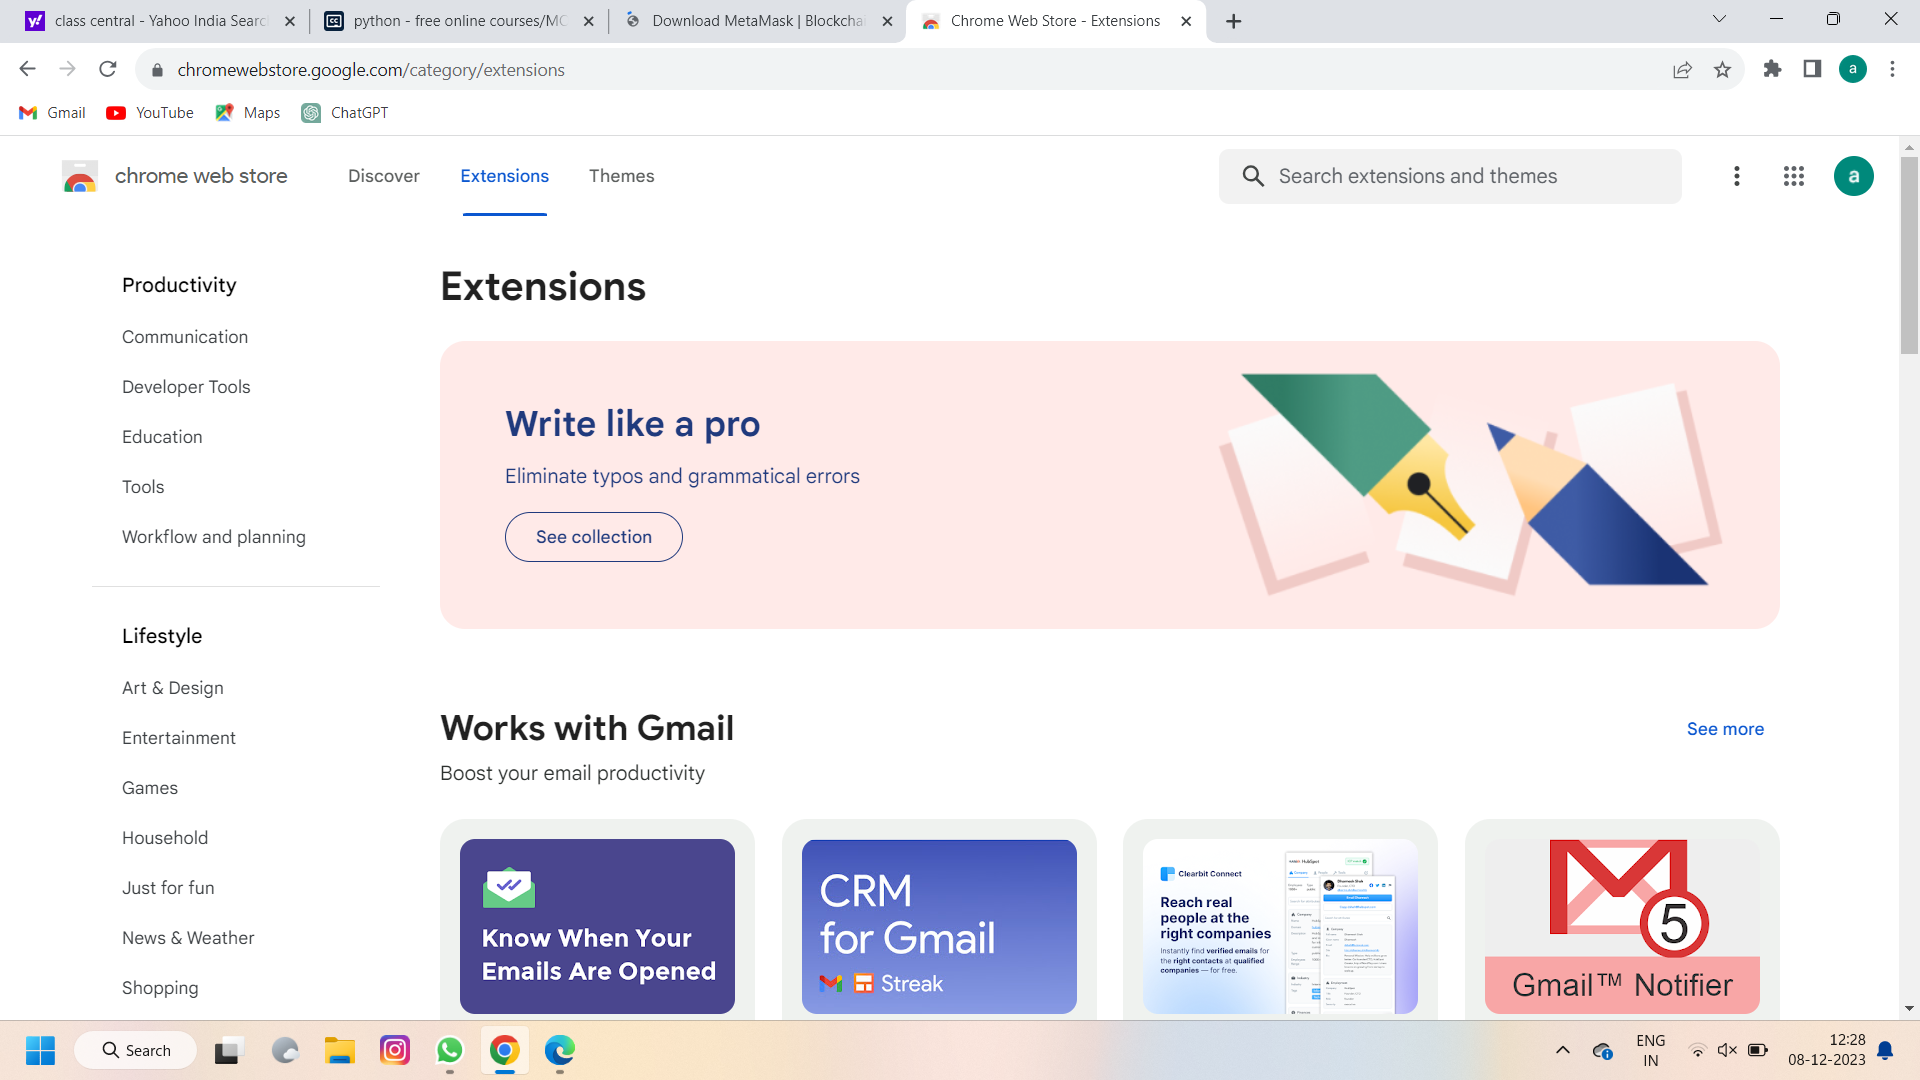 class central - Yahoo India Searc
python - free online courses/MO
Download MetaMask | Blockchai
Chrome Web Store - Extensions
chromewebstore.google.com/category/extensions
a
Gmail
YouTube
Maps
ChatGPT
chrome web store
Discover
Extensions
Themes
Search extensions and themes
a
Productivity
Communication
Developer Tools
Education
Tools
Workflow and planning
Lifestyle
Art & Design
Entertainment
Games
Household
Just for fun
News & Weather
Shopping
Extensions
Write like a pro
Eliminate typos and grammatical errors
See collection
Works with Gmail
See more
Boost your email productivity
Know When Your
Emails Are Opened
CRM
for Gmail
Streak
Clearbit Connect
Reach real
people at the
right companies
Instantly find verified emails for
the right contacts at qualified
companies — for free.
5
Gmail™ Notifier
Search
ENG
IN
12:28
08-12-2023